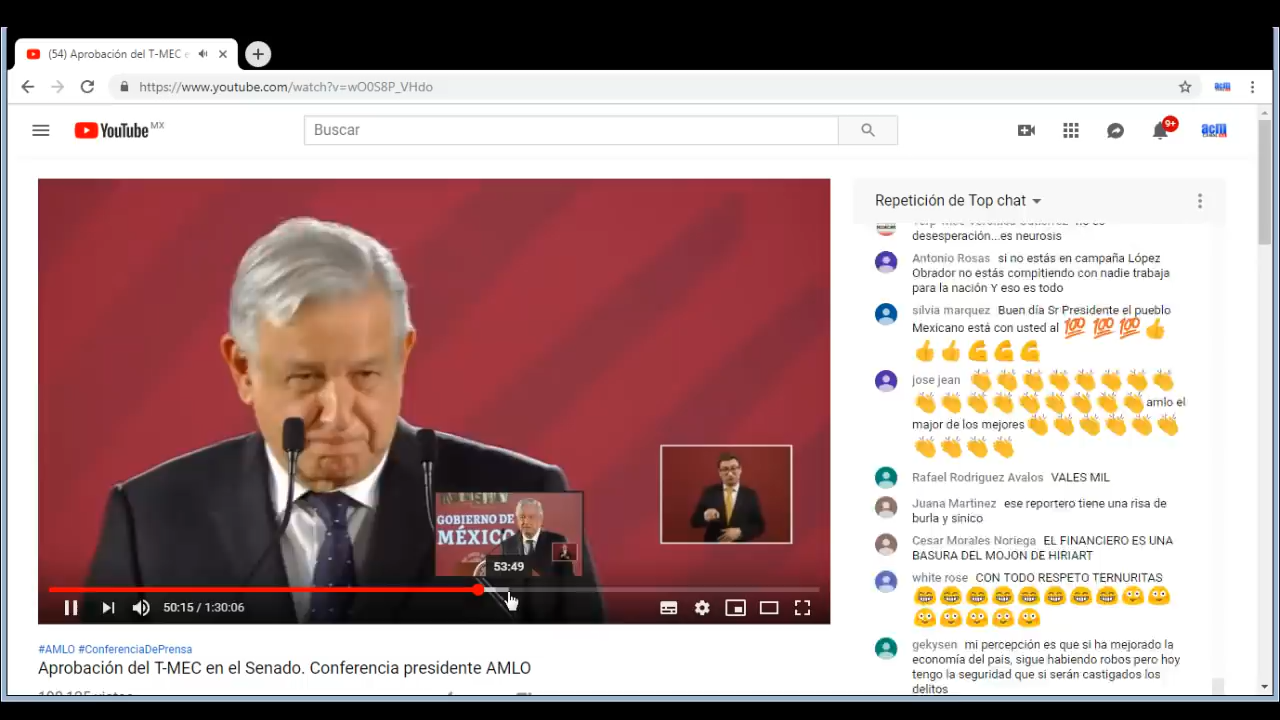 (54) Aprobación del T-MEC e
https://www.youtube.com/watch?v=wO0S8P_VHdo
YouTube MX
Buscar
9+
acm
Repetición de Top chat
desesperación...es neurosis
Antonio Rosas si no estás en campaña López
Obrador no estás compitiendo con nadie trabaja
para la nación Y eso es todo
silvia marquez Buen día Sr Presidente el pueblo
Mexicano está con usted al 💯 💯 💯 👍
👍 👍 💪 💪 💪
jose jean 👏👏👏👏👏👏👏👏
👏👏👏👏👏👏👏👏👏amlo el
major de los mejores 👏👏👏👏👏👏
👏👏👏👏
Rafael Rodriguez Avalos VALES MIL
Juana Martinez ese reportero tiene una risa de
burla y sinico
Cesar Morales Noriega EL FINANCIERO ES UNA
BASURA DEL MOJON DE HIRIART
white rose CON TODO RESPETO TERNURITAS
gekysen mi percepción es que si ha mejorado la
economía del pais, sigue habiendo robos pero hoy
tengo la seguridad que si serán castigados los
delitos
GOBIERNO DE
MÉXICO
53:49
50:15 / 1:30:06
#AMLO #ConferenciaDePrensa
Aprobación del T-MEC en el Senado. Conferencia presidente AMLO